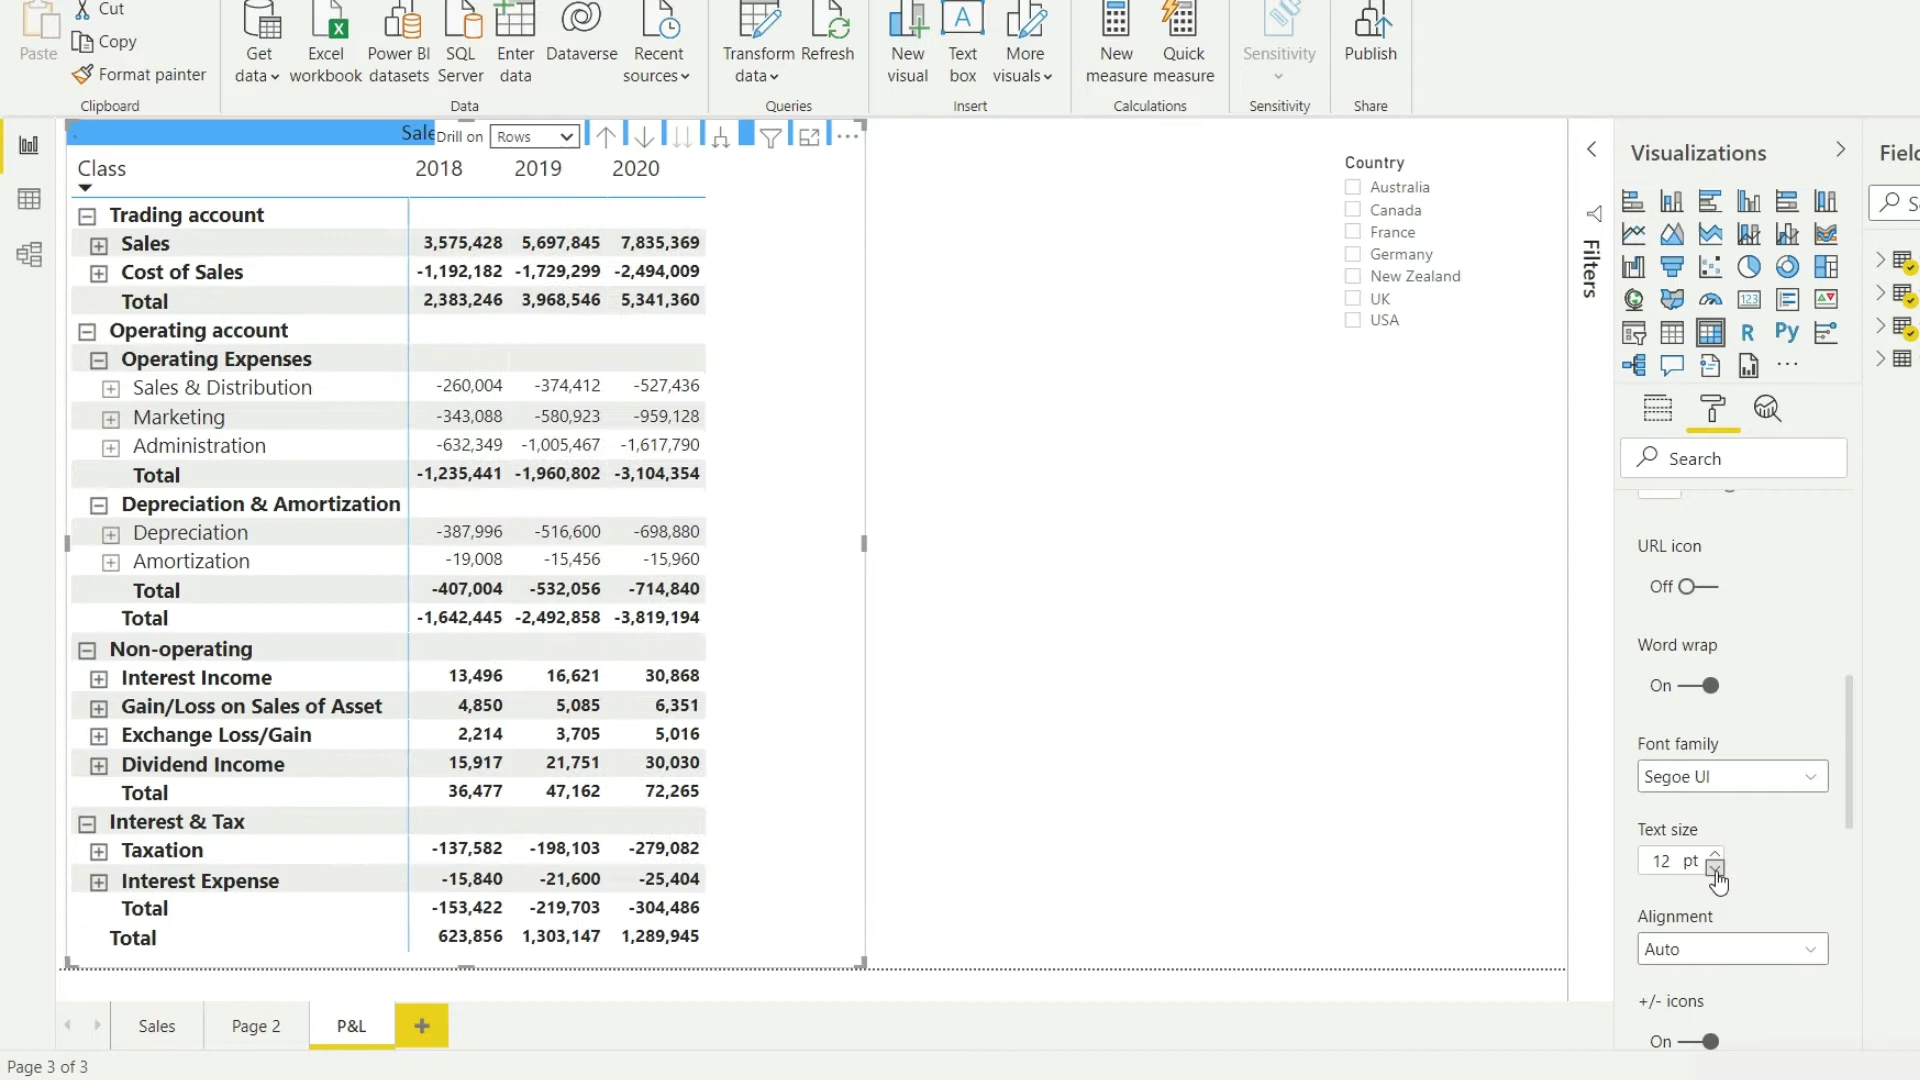 Cut
Paste
Copy
Format painter
Clipboard
Get data
Excel workbook
Power BI datasets
SQL Server
Enter data
Dataverse
Recent sources
Data
Transform data
Refresh
Queries
New visual
Text box
More visuals
Insert
New measure
Quick measure
Calculations
Sensitivity
Sensitivity
Publish
Share
Sale Drill on Rows
Class 2018 2019 2020
Trading account
Sales 3,575,428 5,697,845 7,835,369
Cost of Sales -1,192,182 -1,729,299 -2,494,009
Total 2,383,246 3,968,546 5,341,360
Operating account
Operating Expenses
Sales & Distribution -260,004 -374,412 -527,436
Marketing -343,088 -580,923 -959,128
Administration -632,349 -1,005,467 -1,617,790
Total -1,235,441 -1,960,802 -3,104,354
Depreciation & Amortization
Depreciation -387,996 -516,600 -698,880
Amortization -19,008 -15,456 -15,960
Total -407,004 -532,056 -714,840
Total -1,642,445 -2,492,858 -3,819,194
Non-operating
Interest Income 13,496 16,621 30,868
Gain/Loss on Sales of Asset 4,850 5,085 6,351
Exchange Loss/Gain 2,214 3,705 5,016
Dividend Income 15,917 21,751 30,030
Total 36,477 47,162 72,265
Interest & Tax
Taxation -137,582 -198,103 -279,082
Interest Expense -15,840 -21,600 -25,404
Total -153,422 -219,703 -304,486
Total 623,856 1,303,147 1,289,945
Country
Australia
Canada
France
Germany
New Zealand
UK
USA
Filters
Visualizations
123
R
Py
Search
URL icon
Off
Word wrap
On
Font family
Segoe UI
Text size
12 pt
Alignment
Auto
+/- icons
On
Sales
Page 2
P&L
Page 3 of 3